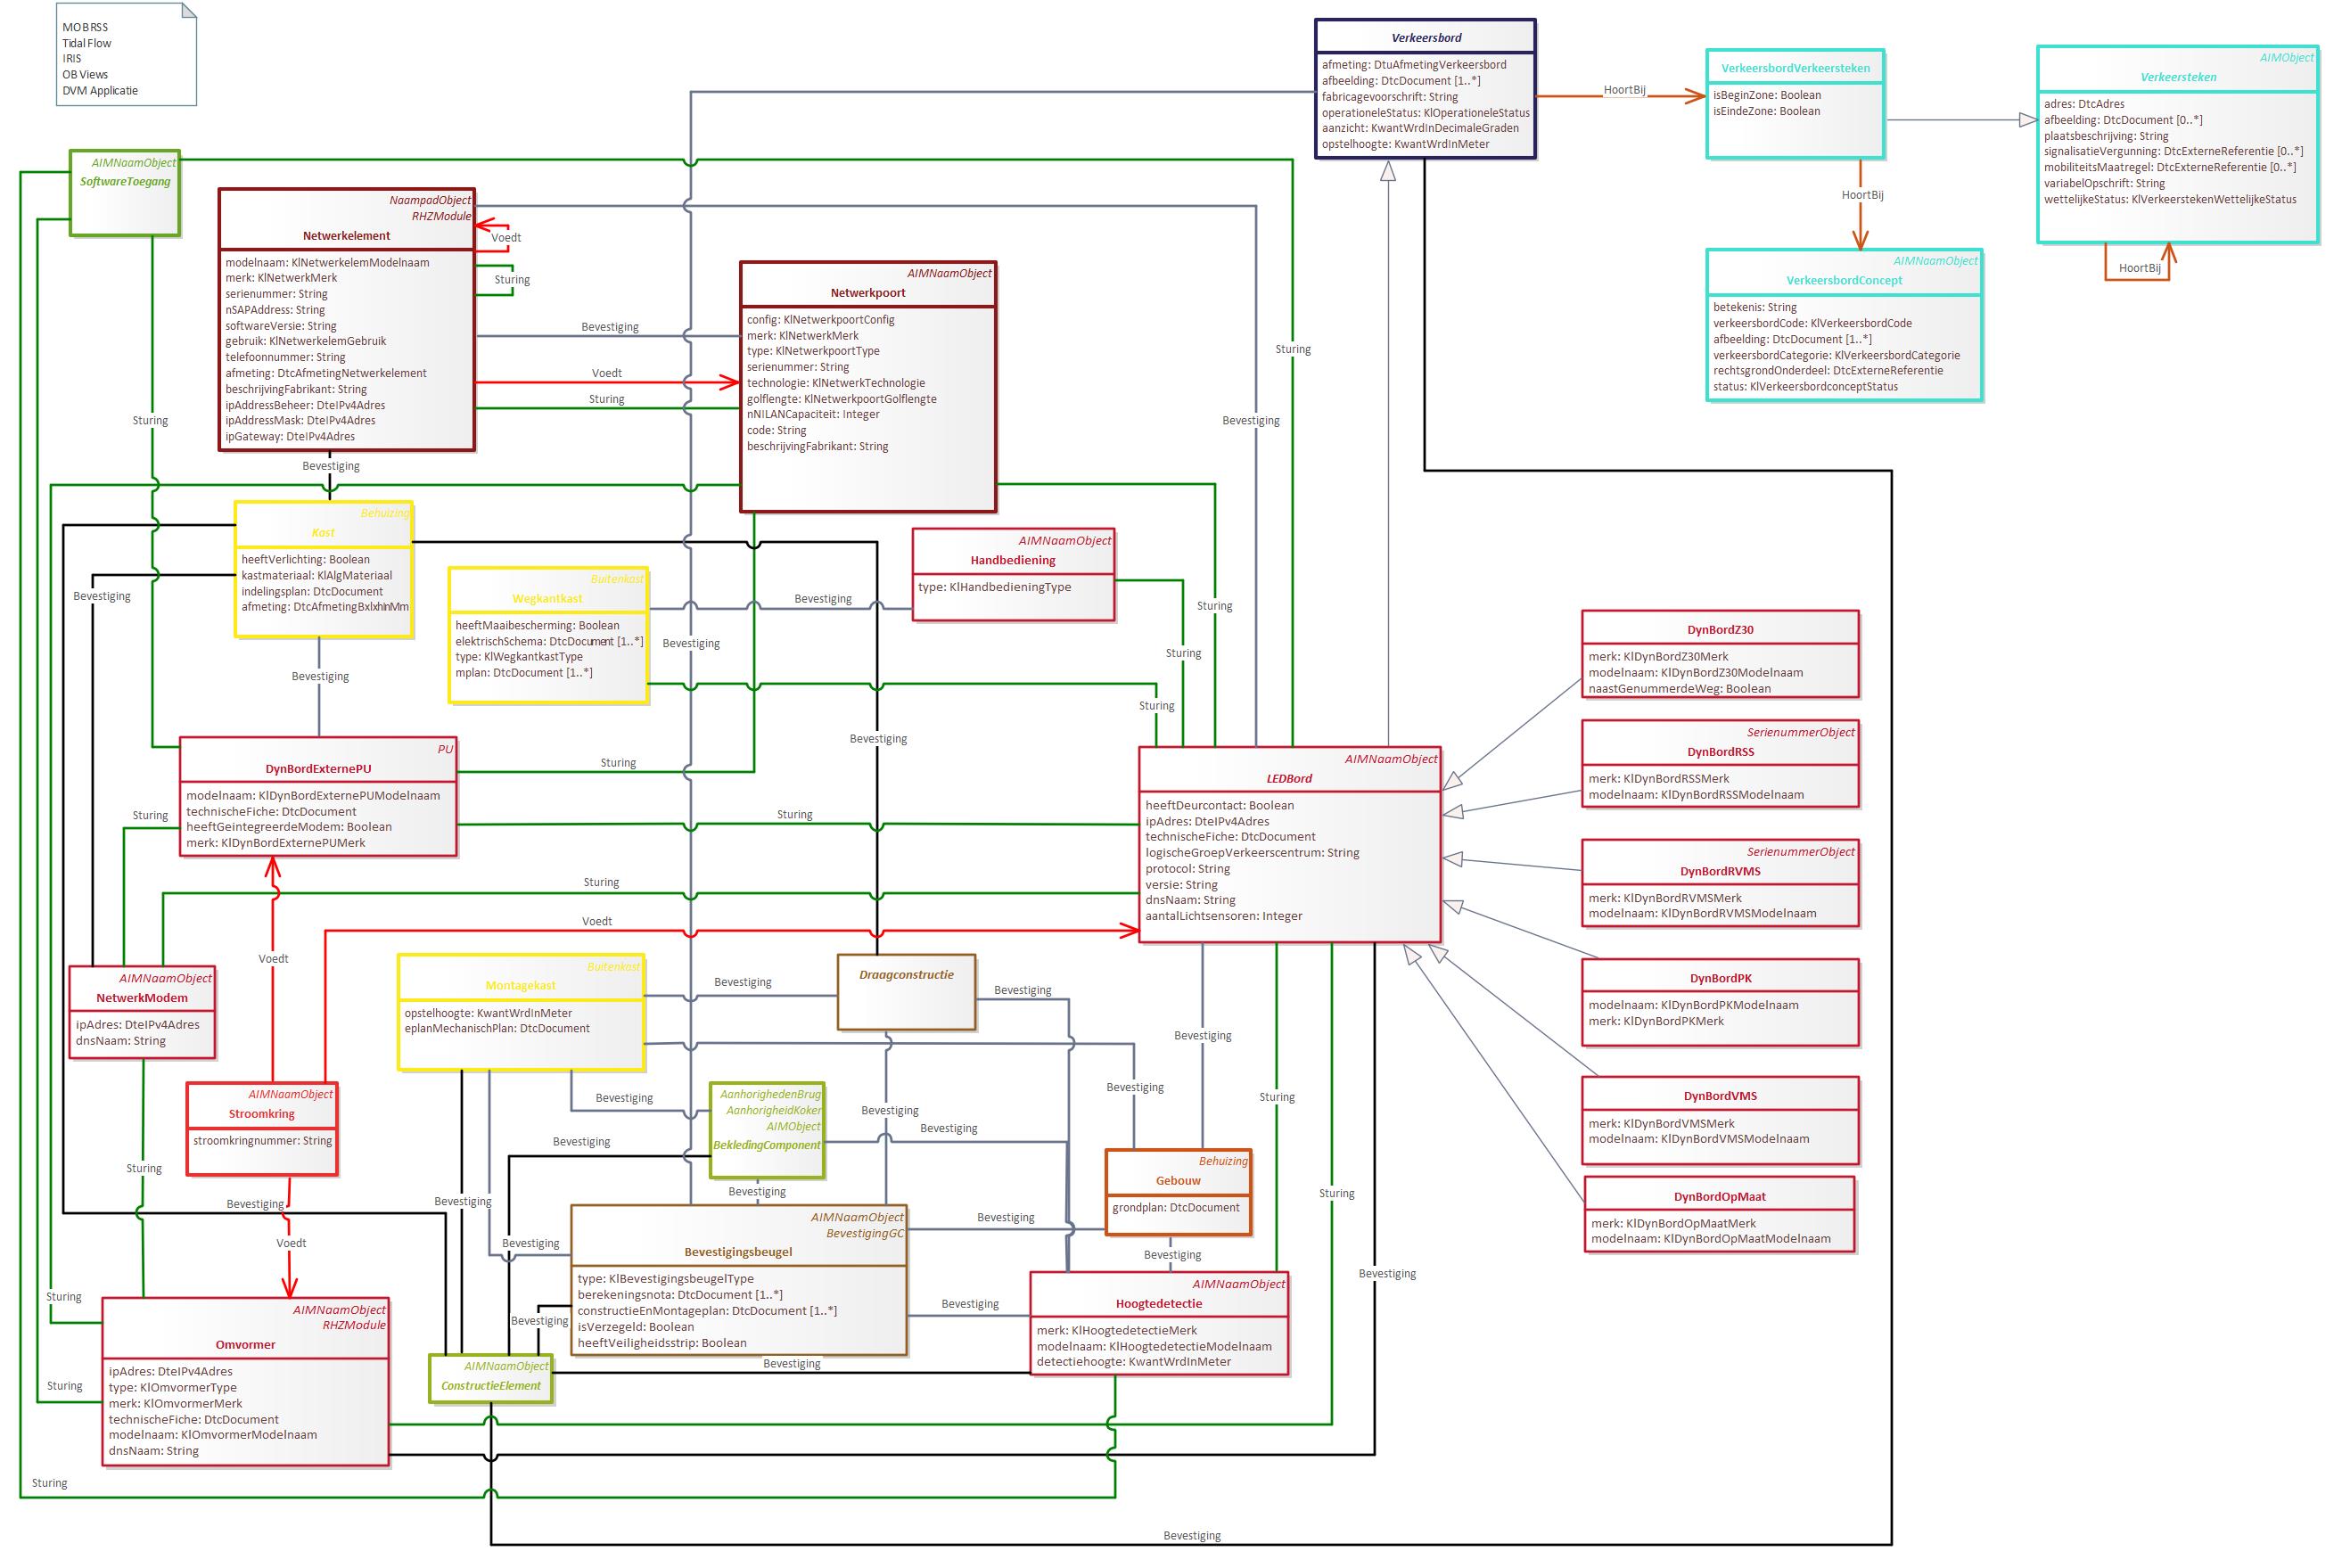 MOBRSS
Tidal Flow
IRIS
OB Views
DVM Applicatie
Verkeersbord
afmeting: DtuAfmetingVerkeersbord
afbeelding: DtcDocument [1..*]
fabricagevoorschrift: String
operationeleStatus: KlOperationeleStatus
aanzicht: KwantWrdInDecimaleGraden
opstelhoogte: KwantWrdInMeter
HoortBij
VerkeersbordVerkeersteken
isBeginZone: Boolean
isEindeZone: Boolean
AIMObject
Verkeersteken
adres: DtcAdres
afbeelding: DtcDocument [0..*]
plaatsbeschrijving: String
signalisatieVergunning: DtcExterneReferentie [0..*]
mobiliteitsMaatregel: DtcExterneReferentie [0..*]
variabelOpschrift: String
wettelijkeStatus: KlVerkeerstekenWettelijkeStatus
HoortBij
HoortBij
AIMNaamObject
VerkeersbordConcept
betekenis: String
verkeersbordCode: KlVerkeersbordCode
afbeelding: DtcDocument [1..*]
verkeersbordCategorie: KlVerkeersbordCategorie
rechtsgrondOnderdeel: DtcExterneReferentie
status: KlVerkeersbordconceptStatus
AIMNaamObject
SoftwareToegang
NaampadObject
RHZModule
Netwerkelement
modelnaam: KlNetwerkelemModelnaam
merk: KlNetwerkMerk
serienummer: String
nSAPAddress: String
softwareVersie: String
gebruik: KlNetwerkelemGebruik
telefoonnummer: String
afmeting: DtcAfmetingNetwerkelement
beschrijvingFabrikant: String
ipAddressBeheer: DteIPv4Adres
ipAddressMask: DteIPv4Adres
ipGateway: DteIPv4Adres
Voedt
Sturing
Bevestiging
Voedt
Sturing
AIMNaamObject
Netwerkpoort
config: KlNetwerkpoortConfig
merk: KlNetwerkMerk
type: KlNetwerkpoortType
serienummer: String
technologie: KlNetwerkTechnologie
golflengte: KlNetwerkpoortGolflengte
nNILANCapaciteit: Integer
code: String
beschrijvingFabrikant: String
Sturing
Bevestiging
Sturing
Bevestiging
Behuizing
Kast
heeftVerlichting: Boolean
kastmateriaal: KlAlgMateriaal
indelingsplan: DtcDocument
afmeting: DtcAfmetingBxlxhInMm
Bevestiging
Buitenkast
Wegkantkast
heeftMaaibescherming: Boolean
elektrischSchema: DtcDocument [1..*]
type: KlWegkantkastType
mplan: DtcDocument [1..*]
Bevestiging
Bevestiging
AIMNaamObject
Handbediening
type: KlHandbedieningType
Sturing
Sturing
Sturing
Bevestiging
Bevestiging
PU
DynBordExternePU
modelnaam: KlDynBordExternePUModelnaam
technischeFiche: DtcDocument
heeftGeintegreerdeModem: Boolean
merk: KlDynBordExternePUMerk
Sturing
Sturing
Sturing
Sturing
Voedt
AIMNaamObject
LEDBord
heeftDeurcontact: Boolean
ipAdres: DteIPv4Adres
technischeFiche: DtcDocument
logischeGroepVerkeerscentrum: String
protocol: String
versie: String
dnsNaam: String
aantalLichtsensoren: Integer
DynBordZ30
merk: KlDynBordZ30Merk
modelnaam: KlDynBordZ30Modelnaam
naastGenummerdeWeg: Boolean
SerienummerObject
DynBordRSS
merk: KlDynBordRSSMerk
modelnaam: KlDynBordRSSModelnaam
SerienummerObject
DynBordRVMS
merk: KlDynBordRVMSMerk
modelnaam: KlDynBordRVMSModelnaam
DynBordPK
modelnaam: KlDynBordPKModelnaam
merk: KlDynBordPKMerk
DynBordVMS
merk: KlDynBordVMSMerk
modelnaam: KlDynBordVMSModelnaam
DynBordOpMaat
merk: KlDynBordOpMaatMerk
modelnaam: KlDynBordOpMaatModelnaam
Voedt
AIMNaamObject
NetwerkModem
ipAdres: DteIPv4Adres
dnsNaam: String
Buitenkast
Montagekast
opstelhoogte: KwantWrdInMeter
eplanMechanischPlan: DtcDocument
Bevestiging
Draagconstructie
Bevestiging
Bevestiging
Bevestiging
Sturing
AIMNaamObject
Stroomkring
stroomkringnummer: String
Bevestiging
AanhorighedenBrug
AanhorigheidKoker
AIMObject
BekledingComponent
Bevestiging
Bevestiging
Bevestiging
Sturing
Bevestiging
Bevestiging
Bevestiging
Behuizing
Gebouw
grondplan: DtcDocument
Sturing
Bevestiging
Voedt
Bevestiging
AIMNaamObject
BevestigingGC
Bevestigingsbeugel
type: KlBevestigingsbeugelType
berekeningsnota: DtcDocument [1..*]
constructieEnMontageplan: DtcDocument [1..*]
isVerzegeld: Boolean
heeftVeiligheidsstrip: Boolean
Bevestiging
Bevestiging
Bevestiging
AIMNaamObject
Hoogtedetectie
merk: KlHoogtedetectieMerk
modelnaam: KlHoogtedetectieModelnaam
detectiehoogte: KwantWrdInMeter
Bevestiging
Sturing
AIMNaamObject
RHZModule
Omvormer
ipAdres: DteIPv4Adres
type: KlOmvormerType
merk: KlOmvormerMerk
technischeFiche: DtcDocument
modelnaam: KlOmvormerModelnaam
dnsNaam: String
Bevestiging
Bevestiging
AIMNaamObject
ConstructieElement
Sturing
Sturing
Bevestiging